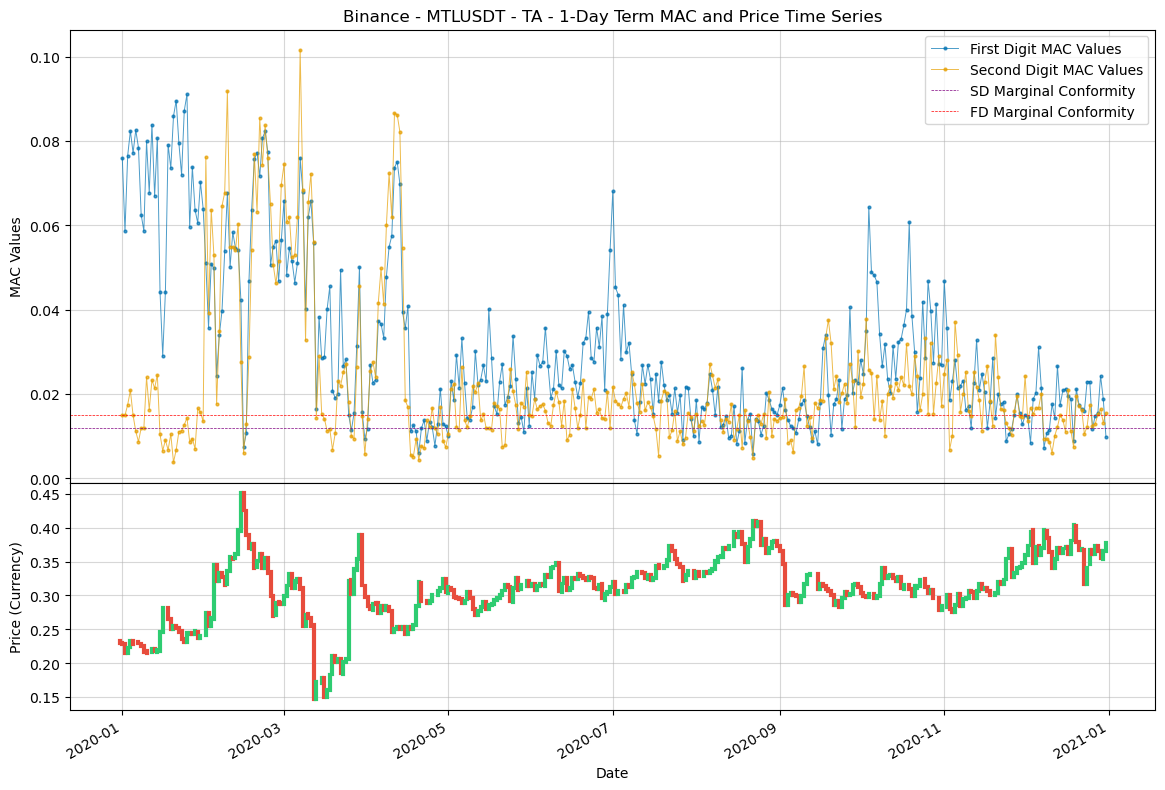 Binance - MTLUSDT - TA - 1-Day Term MAC and Price Time Series
First Digit MAC Values
Second Digit MAC Values
SD Marginal Conformity
FD Marginal Conformity
MAC Values
0.10
0.08
0.06
0.04
0.02
0.00
Price (Currency)
0.45
0.40
0.35
0.30
0.25
0.20
0.15
2020-01
2020-03
2020-05
2020-07
2020-09
2020-11
2021-01
Date